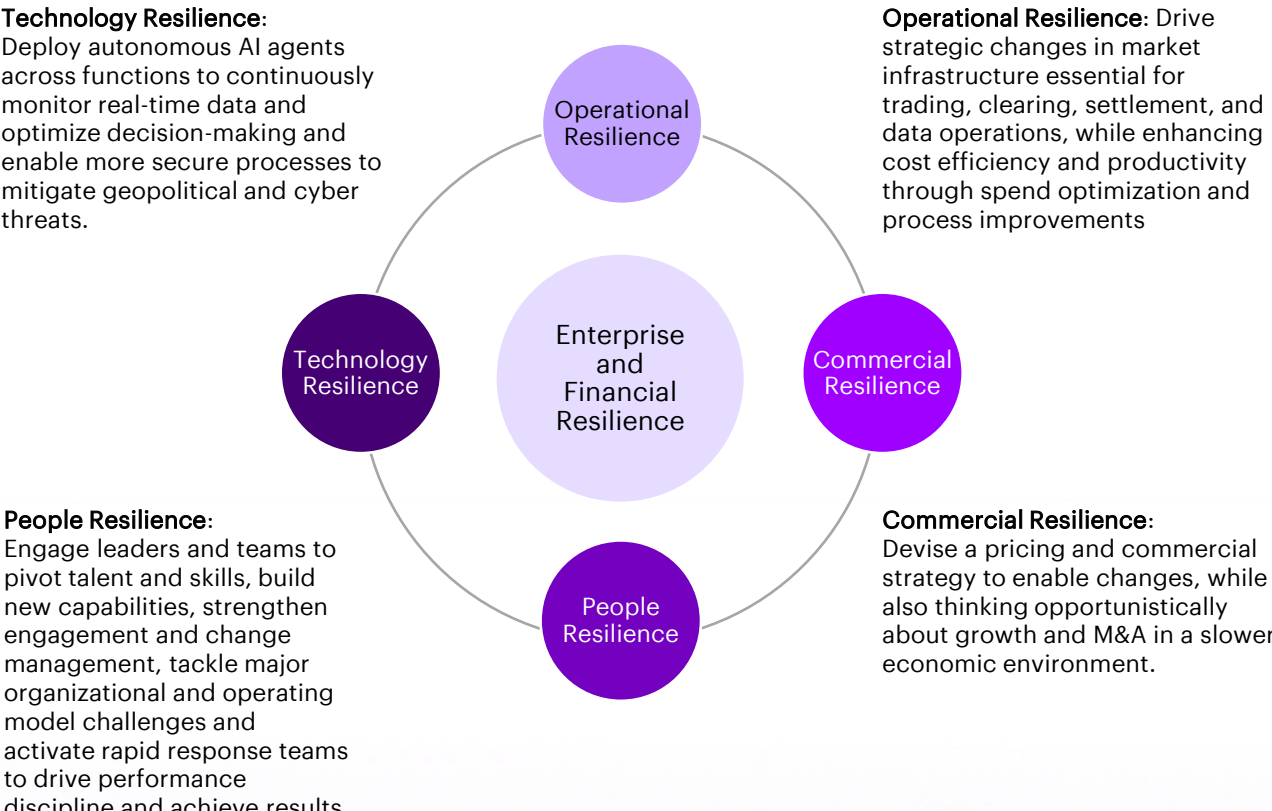 Technology Resilience:
Deploy autonomous AI agents
across functions to continuously
monitor real-time data and
optimize decision-making and
enable more secure processes to
mitigate geopolitical and cyber
threats.
Operational Resilience: Drive
strategic changes in market
infrastructure essential for
trading, clearing, settlement, and
data operations, while enhancing
cost efficiency and productivity
through spend optimization and
process improvements
Operational
Resilience
Technology
Resilience
Enterprise
and
Financial
Resilience
Commercial
Resilience
People
Resilience
People Resilience:
Engage leaders and teams to
pivot talent and skills, build
new capabilities, strengthen
engagement and change
management, tackle major
organizational and operating
model challenges and
activate rapid response teams
to drive performance
discipline and achieve results
Commercial Resilience:
Devise a pricing and commercial
strategy to enable changes, while
also thinking opportunistically
about growth and M&A in a slower
economic environment.